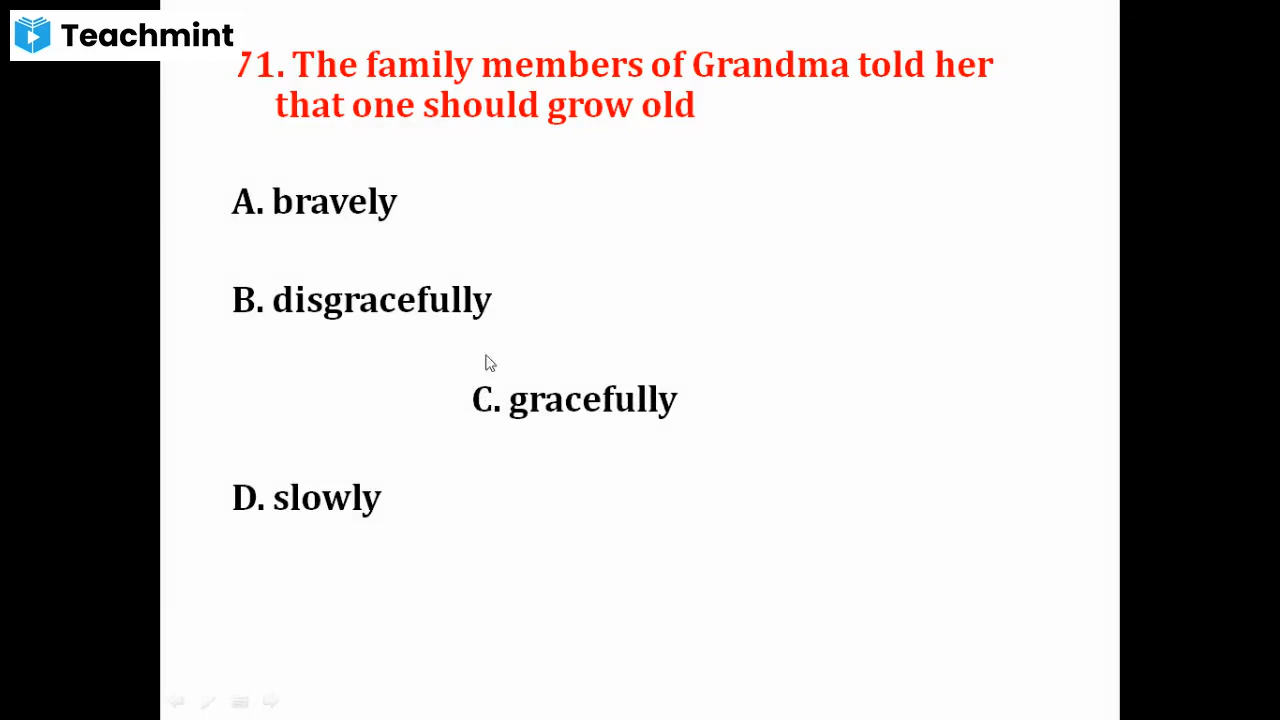 Teachmint
71. The family members of Grandma told her
that one should grow old
A. bravely
B. disgracefully
C. gracefully
D. slowly